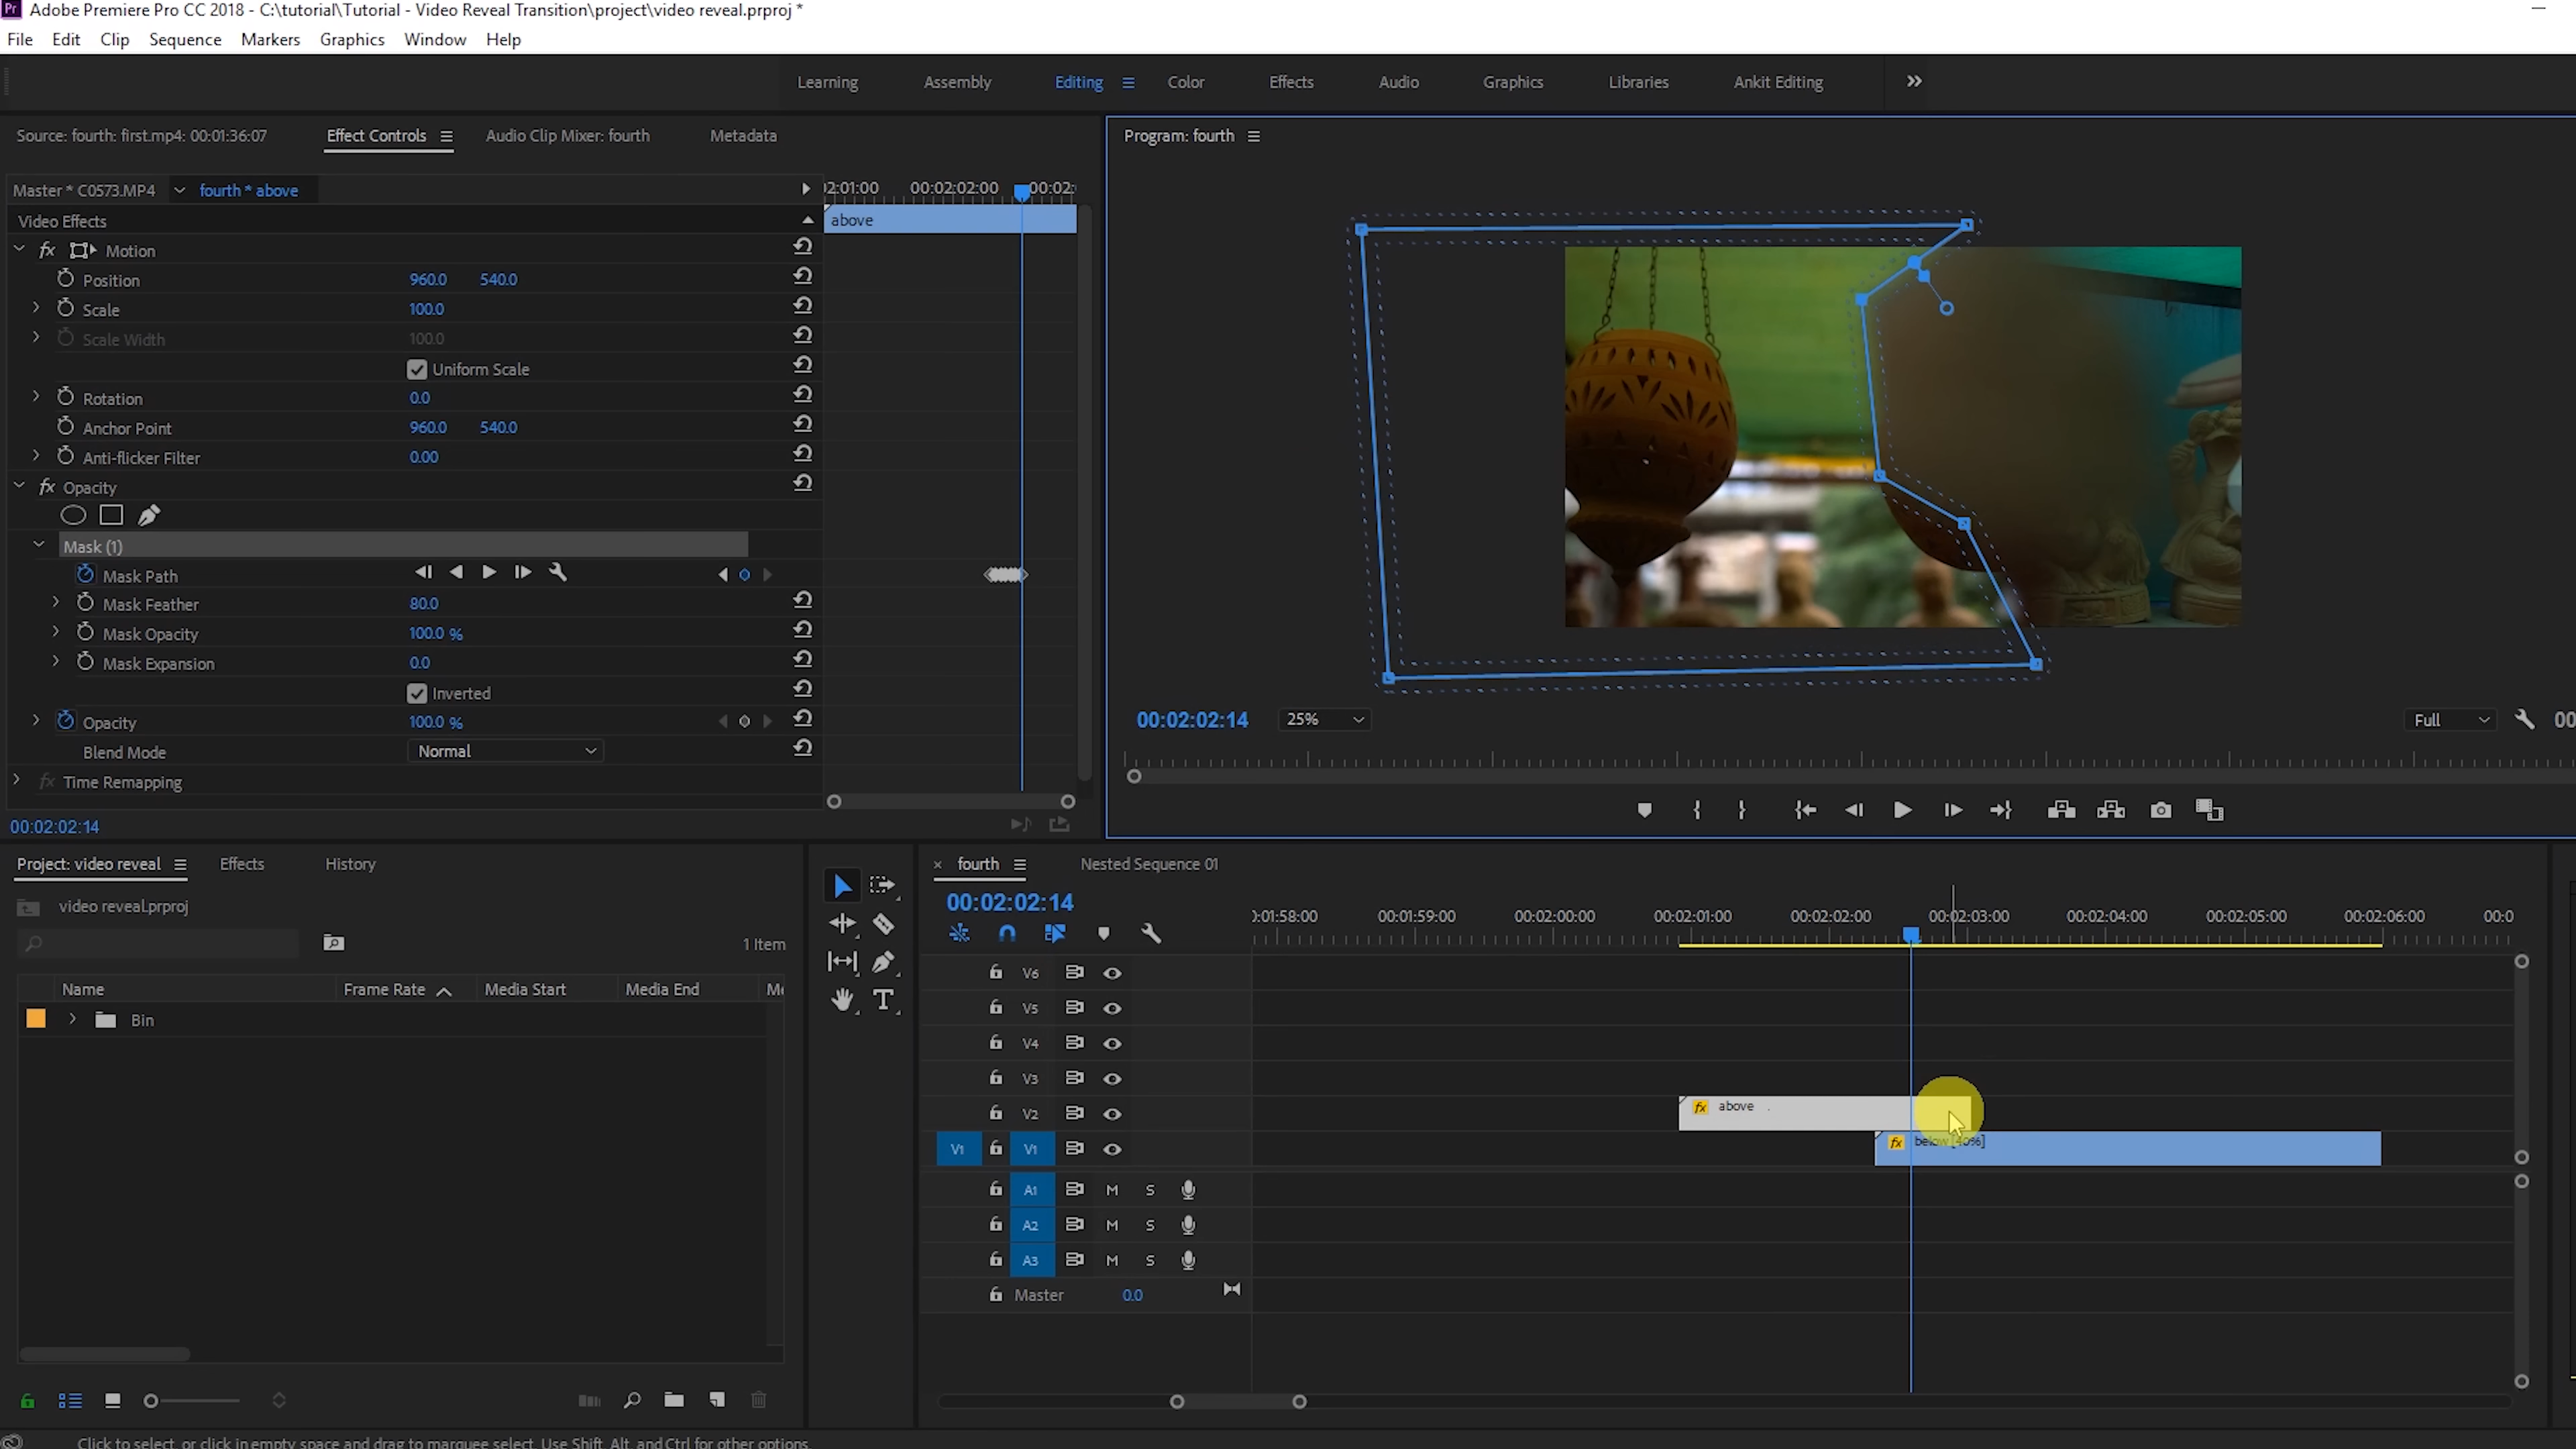 Pr Adobe Premiere Pro CC 2018 - C:\tutorial\Tutorial - Video Reveal Transition\project\video reveal.prproj *
File Edit Clip Sequence Markers Graphics Window Help
Learning Assembly Editing Color Effects Audio Graphics Libraries Ankit Editing
Source: fourth: first.mp4: 00:01:36:07 Effect Controls Audio Clip Mixer: fourth Metadata
Program: fourth
Master * C0573.MP4 fourth * above
2:01:00 00:02:02:00 00:02:
Video Effects
above
fx Motion
Position 960.0 540.0
Scale 100.0
Scale Width 100.0
Uniform Scale
Rotation 0.0
Anchor Point 960.0 540.0
Anti-flicker Filter 0.00
fx Opacity
Mask (1)
Mask Path
Mask Feather 80.0
Mask Opacity 100.0 %
Mask Expansion 0.0
Inverted
Opacity 100.0 %
Blend Mode Normal
fx Time Remapping
00:02:02:14
00:02:02:14 25% Full 00
Project: video reveal Effects History
video reveal.prproj
1 Item
Name Frame Rate Media Start Media End
Bin
× fourth Nested Sequence 01
00:02:02:14
:01:58:00 00:01:59:00 00:02:00:00 00:02:01:00 00:02:02:00 00:02:03:00 00:02:04:00 00:02:05:00 00:02:06:00 00:0
V6
V5
V4
V3
V2
fx above
V1 V1
fx below [40%]
A1 M S
A2 M S
A3 M S
Master 0.0
T
Click to select, or click in empty space and drag to marquee select. Use Shift, Alt, and Ctrl for other options.